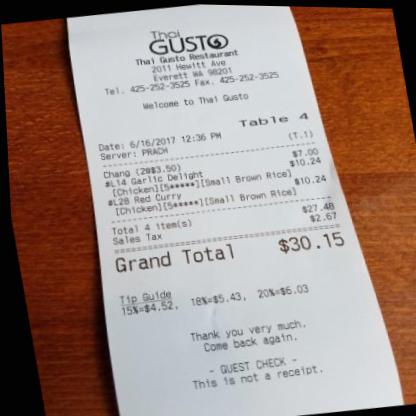 Thai
GUSTO
Thai Gusto Restaurant
2011 Hewitt Ave
Everett WA 98201
Tel. 425-252-3525 Fax. 425-252-3525
Welcome to Thai Gusto
Table 4
Date: 6/16/2017 12:36 PM (T.1)
Server: PRACH
Chang (2@$3.50) $7.00
#L14 Garlic Delight $10.24
[Chicken][5*****][Small Brown Rice]
#L28 Red Curry $10.24
[Chicken][5*****][Small Brown Rice]
Total 4 item(s) $27.48
Sales Tax $2.67
Grand Total $30.15
Tip Guide
15%=$4.52, 18%=$5.43, 20%=$6.03
Thank you very much.
Come back again.
- GUEST CHECK -
This is not a receipt.